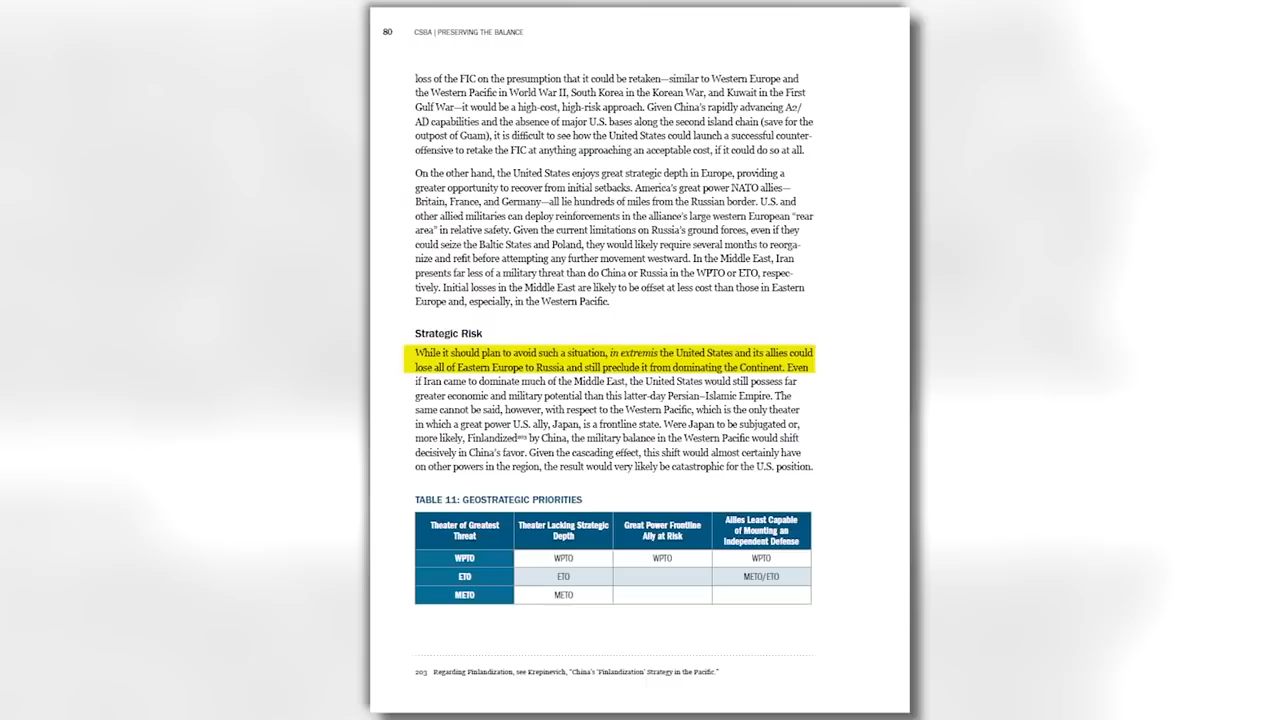 80 CSBA | PRESERVING THE BALANCE
loss of the FIC on the presumption that it could be retaken—similar to Western Europe and
the Western Pacific in World War II, South Korea in the Korean War, and Kuwait in the First
Gulf War—it would be a high-cost, high-risk approach. Given China's rapidly advancing A2/
AD capabilities and the absence of major U.S. bases along the second island chain (save for the
outpost of Guam), it is difficult to see how the United States could launch a successful counter-
offensive to retake the FIC at anything approaching an acceptable cost, if it could do so at all.
On the other hand, the United States enjoys great strategic depth in Europe, providing a
greater opportunity to recover from initial setbacks. America's great power NATO allies—
Britain, France, and Germany—all lie hundreds of miles from the Russian border. U.S. and
other allied militaries can deploy reinforcements in the alliance's large western European "rear
area" in relative safety. Given the current limitations on Russia's ground forces, even if they
could seize the Baltic States and Poland, they would likely require several months to reorga-
nize and refit before attempting any further movement westward. In the Middle East, Iran
presents far less of a military threat than do China or Russia in the WPTO or ETO, respec-
tively. Initial losses in the Middle East are likely to be offset at less cost than those in Eastern
Europe and, especially, in the Western Pacific.
Strategic Risk
While it should plan to avoid such a situation, in extremis the United States and its allies could
lose all of Eastern Europe to Russia and still preclude it from dominating the Continent. Even
if Iran came to dominate much of the Middle East, the United States would still possess far
greater economic and military potential than this latter-day Persian–Islamic Empire. The
same cannot be said, however, with respect to the Western Pacific, which is the only theater
in which a great power U.S. ally, Japan, is a frontline state. Were Japan to be subjugated or,
more likely, Finlandized203 by China, the military balance in the Western Pacific would shift
decisively in China's favor. Given the cascading effect, this shift would almost certainly have
on other powers in the region, the result would very likely be catastrophic for the U.S. position.
TABLE 11: GEOSTRATEGIC PRIORITIES
Theater of Greatest Threat | Theater Lacking Strategic Depth | Great Power Frontline Ally at Risk | Allies Least Capable of Mounting an Independent Defense
WPTO WPTO WPTO WPTO
ETO ETO METO/ETO
METO METO
203 Regarding Finlandization, see Krepinevich, "China's 'Finlandization' Strategy in the Pacific."